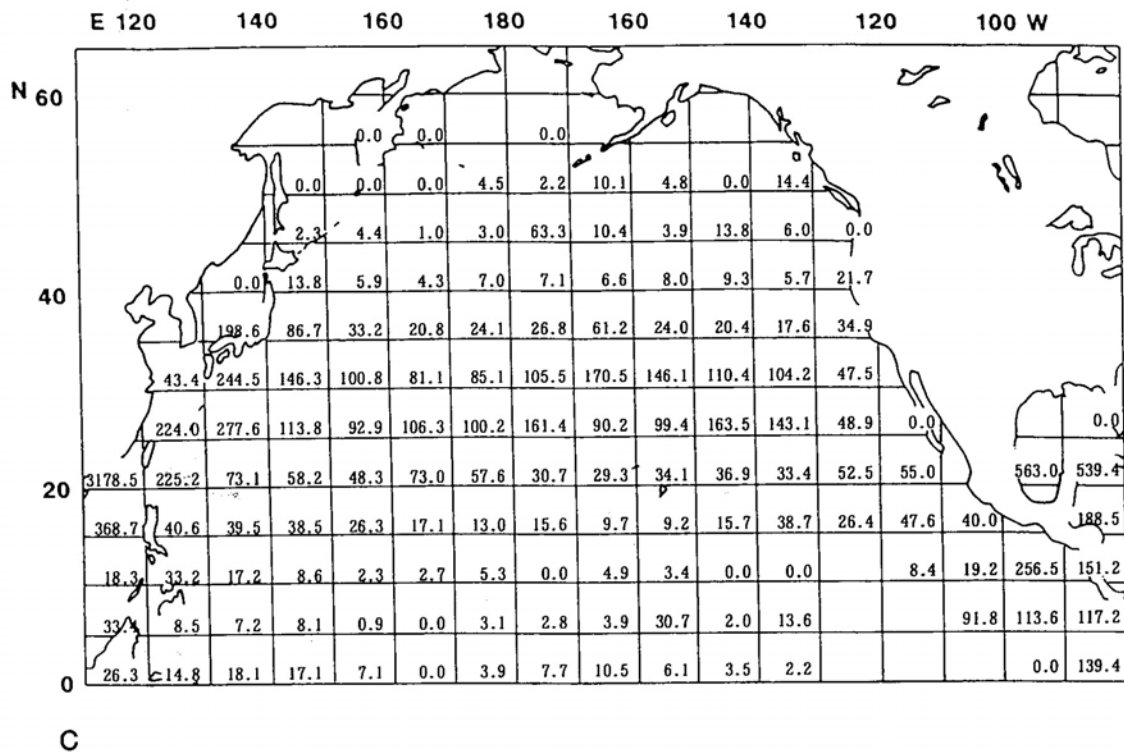 E 120 140 160 180 160 140 120 100 W
N 60
0.0 0.0 0.0
0.0 0.0 0.0 4.5 2.2 10.1 4.8 0.0 14.4
2.3 4.4 1.0 3.0 63.3 10.4 3.9 13.8 6.0 0.0
40 0.0 13.8 5.9 4.3 7.0 7.1 6.6 8.0 9.3 5.7 21.7
198.6 86.7 33.2 20.8 24.1 26.8 61.2 24.0 20.4 17.6 34.9
43.4 244.5 146.3 100.8 81.1 85.1 105.5 170.5 146.1 110.4 104.2 47.5
224.0 277.6 113.8 92.9 106.3 100.2 161.4 90.2 99.4 163.5 143.1 48.9 0.0 0.0
20 3178.5 225.2 73.1 58.2 48.3 73.0 57.6 30.7 29.3 34.1 36.9 33.4 52.5 55.0 563.0 539.4
368.7 40.6 39.5 38.5 26.3 17.1 13.0 15.6 9.7 9.2 15.7 38.7 26.4 47.6 40.0 188.5
18.3 33.2 17.2 8.6 2.3 2.7 5.3 0.0 4.9 3.4 0.0 0.0 8.4 19.2 256.5 151.2
8.5 7.2 8.1 0.9 0.0 3.1 2.8 3.9 30.7 2.0 13.6 91.8 113.6 117.2
0 26.3 14.8 18.1 17.1 7.1 0.0 3.9 7.7 10.5 6.1 3.5 2.2 0.0 139.4
C